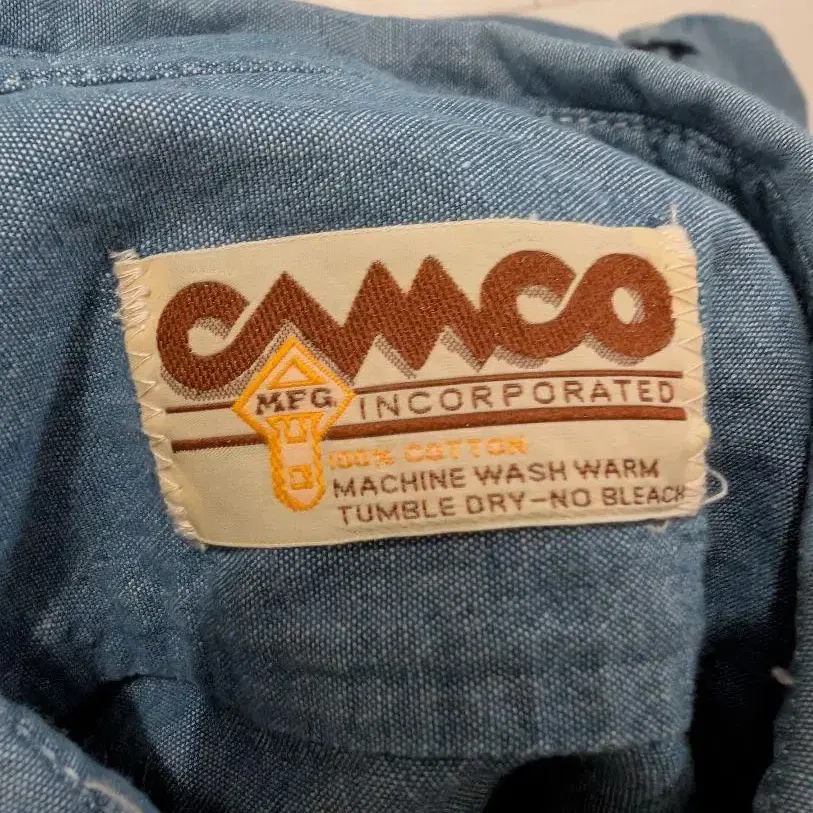 CAMCO
MFG. INCORPORATED
100% COTTON
MACHINE WASH WARM
TUMBLE DRY-NO BLEACH